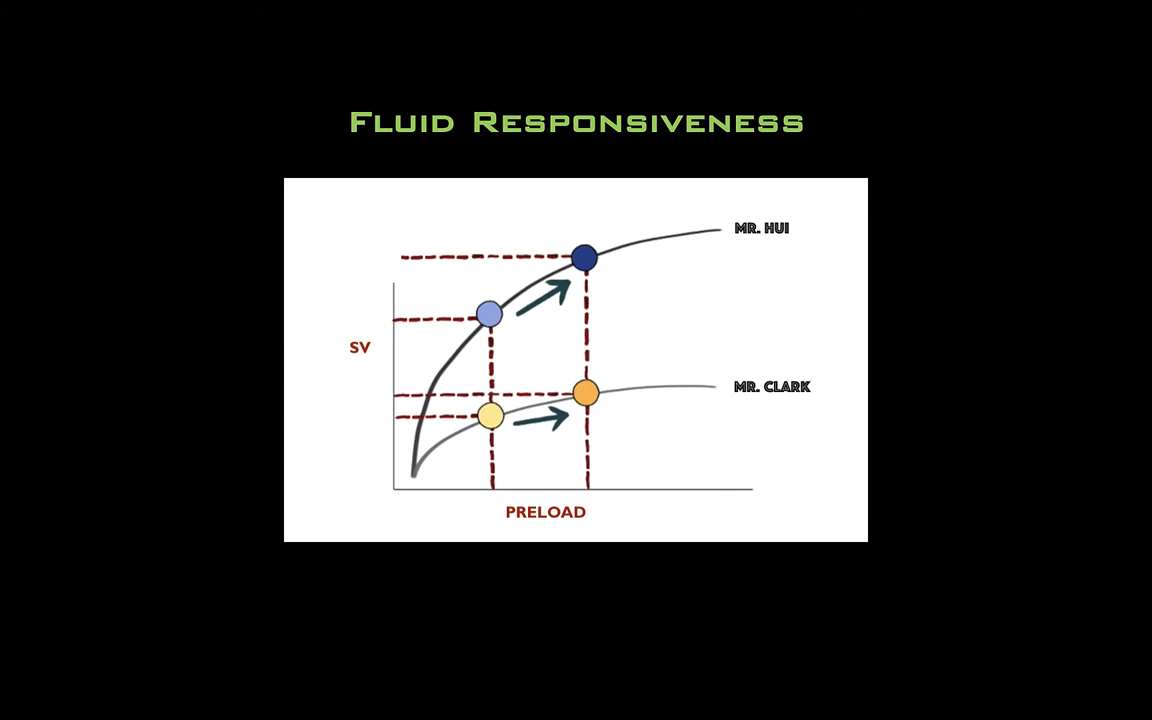 Fluid Responsiveness
MR. HUI
SV
MR. CLARK
PRELOAD